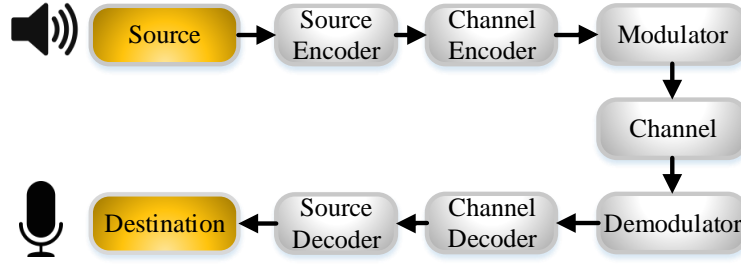 Source
Source
Encoder
Channel
Encoder
Modulator
Channel
Destination
Source
Decoder
Channel
Decoder
Demodulator